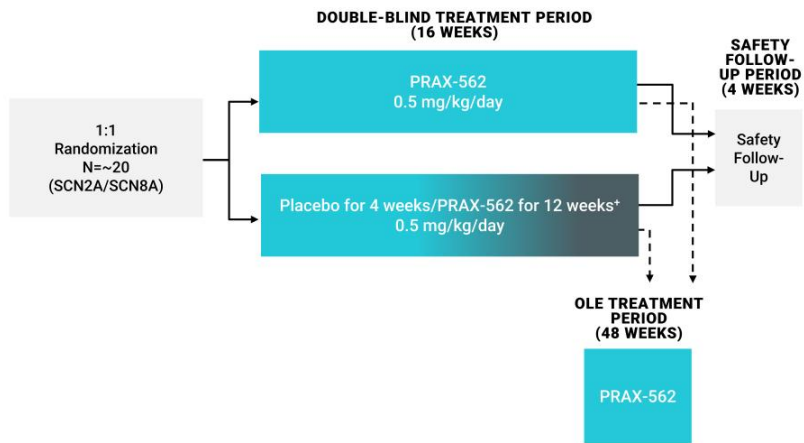 DOUBLE-BLIND TREATMENT PERIOD
(16 WEEKS)
SAFETY
FOLLOW-
UP PERIOD
(4 WEEKS)
PRAX-562
0.5 mg/kg/day
1:1
Randomization
N=~20
(SCN2A/SCN8A)
Safety
Follow-
Up
Placebo for 4 weeks/PRAX-562 for 12 weeks+
0.5 mg/kg/day
OLE TREATMENT
PERIOD
(48 WEEKS)
PRAX-562